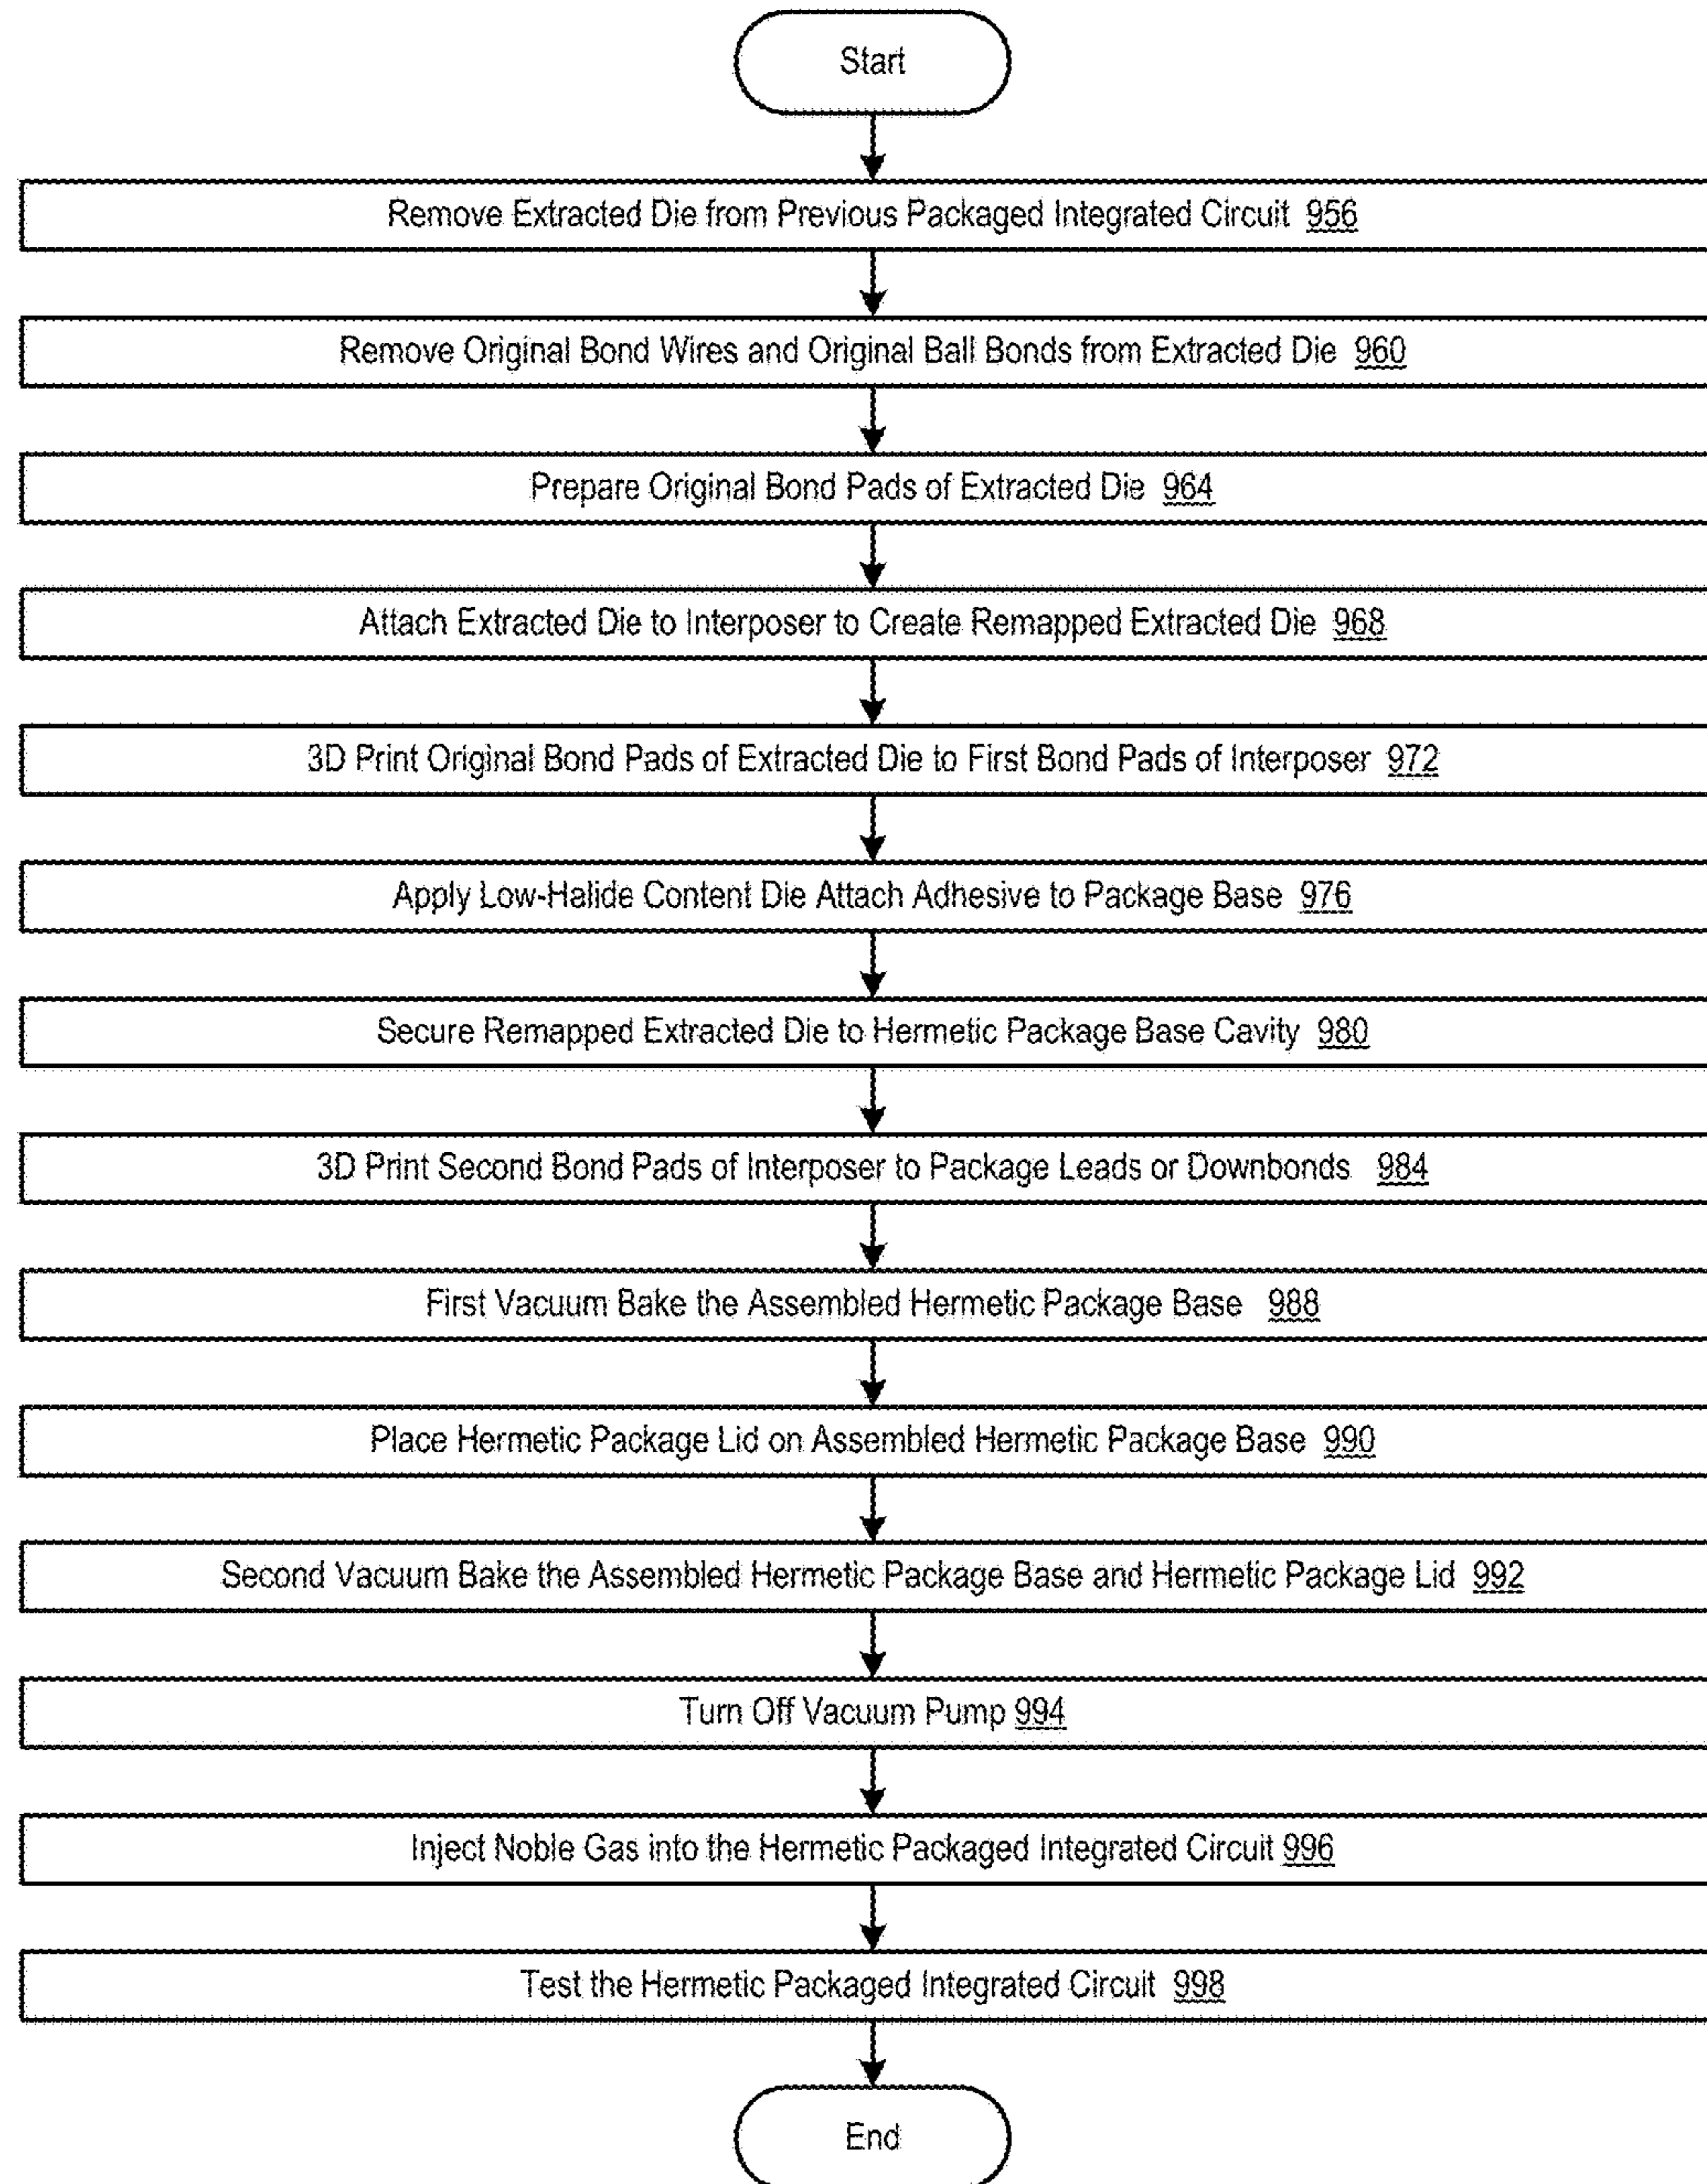 Start
Remove Extracted Die from Previous Packaged Integrated Circuit 956
Remove Original Bond Wires and Original Ball Bonds from Extracted Die 960
Prepare Original Bond Pads of Extracted Die 964
Attach Extracted Die to Interposer to Create Remapped Extracted Die 968
3D Print Original Bond Pads of Extracted Die to First Bond Pads of Interposer 972
Apply Low-Halide Content Die Attach Adhesive to Package Base 976
Secure Remapped Extracted Die to Hermetic Package Base Cavity 980
3D Print Second Bond Pads of Interposer to Package Leads or Downbonds 984
First Vacuum Bake the Assembled Hermetic Package Base 988
Place Hermetic Package Lid on Assembled Hermetic Package Base 990
Second Vacuum Bake the Assembled Hermetic Package Base and Hermetic Package Lid 992
Turn Off Vacuum Pump 994
Inject Noble Gas into the Hermetic Packaged Integrated Circuit 996
Test the Hermetic Packaged Integrated Circuit 998
End